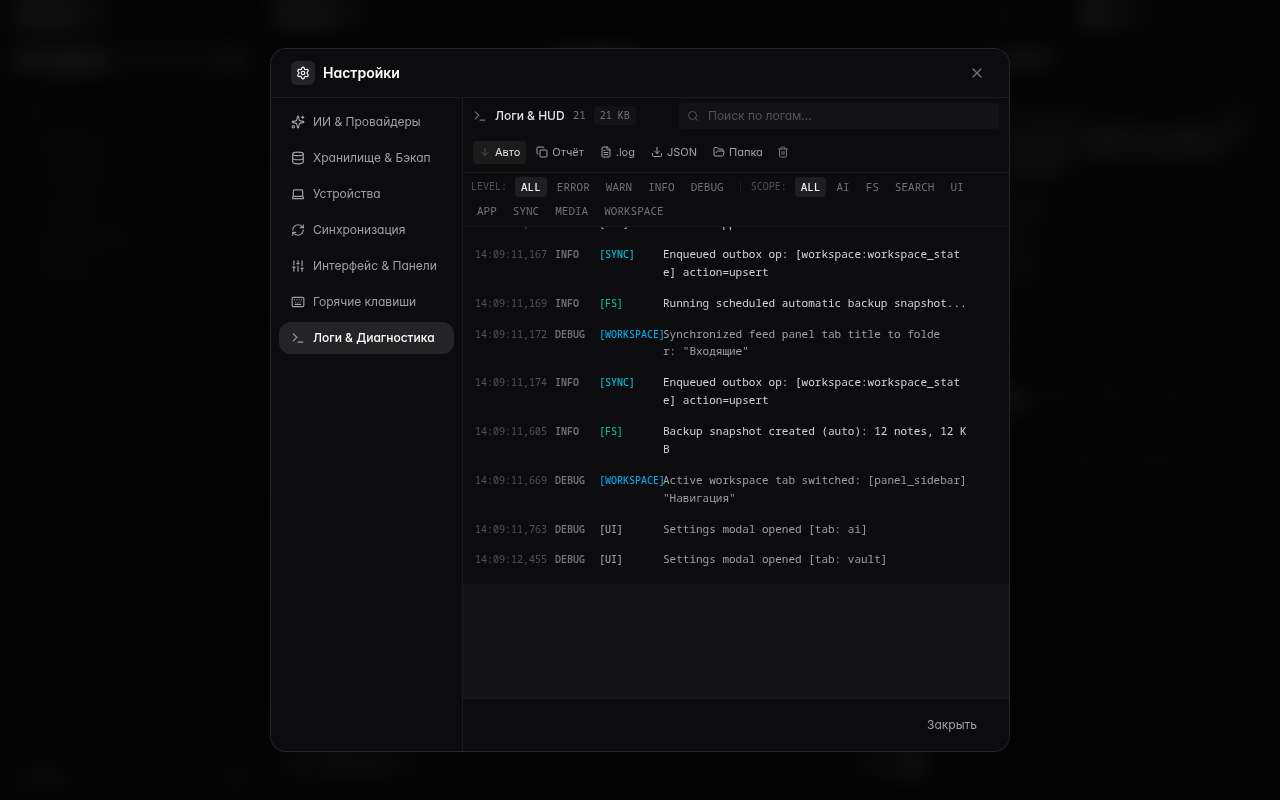 Настройки
ИИ & Провайдеры
Хранилище & Бэкап
Устройства
Синхронизация
Интерфейс & Панели
Горячие клавиши
Логи & Диагностика
Логи & HUD 21 21 KB
Поиск по логам...
Авто Отчёт .log JSON Папка
LEVEL: ALL ERROR WARN INFO DEBUG | SCOPE: ALL AI FS SEARCH UI
APP SYNC MEDIA WORKSPACE
14:09:11,167 INFO [SYNC] Enqueued outbox op: [workspace:workspace_stat
e] action=upsert
14:09:11,169 INFO [FS] Running scheduled automatic backup snapshot...
14:09:11,172 DEBUG [WORKSPACE] Synchronized feed panel tab title to folde
r: "Входящие"
14:09:11,174 INFO [SYNC] Enqueued outbox op: [workspace:workspace_stat
e] action=upsert
14:09:11,605 INFO [FS] Backup snapshot created (auto): 12 notes, 12 K
B
14:09:11,669 DEBUG [WORKSPACE] Active workspace tab switched: [panel_sidebar]
"Навигация"
14:09:11,763 DEBUG [UI] Settings modal opened [tab: ai]
14:09:12,455 DEBUG [UI] Settings modal opened [tab: vault]
Закрыть